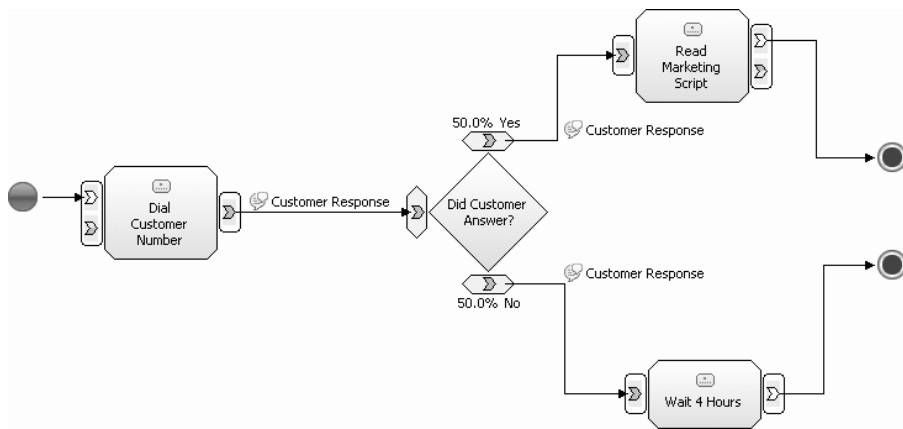 Dial
Customer
Number
Customer Response
Did Customer
Answer?
50.0% Yes
Customer Response
Read
Marketing
Script
50.0% No
Customer Response
Wait 4 Hours